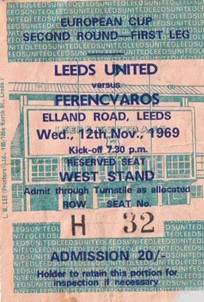 EUROPEAN CUP
SECOND ROUND—FIRST LEG
LEEDS UNITED
versus
FERENCVAROS
ELLAND ROAD, LEEDS
Wed., 12th Nov., 1969
Kick-off 7.30 p.m.
RESERVED SEAT
WEST STAND
Admit through Turnstile as allocated
ROW SEAT No.
H 32
ADMISSION 20/-
Holder to retain this portion for
inspection if necessary